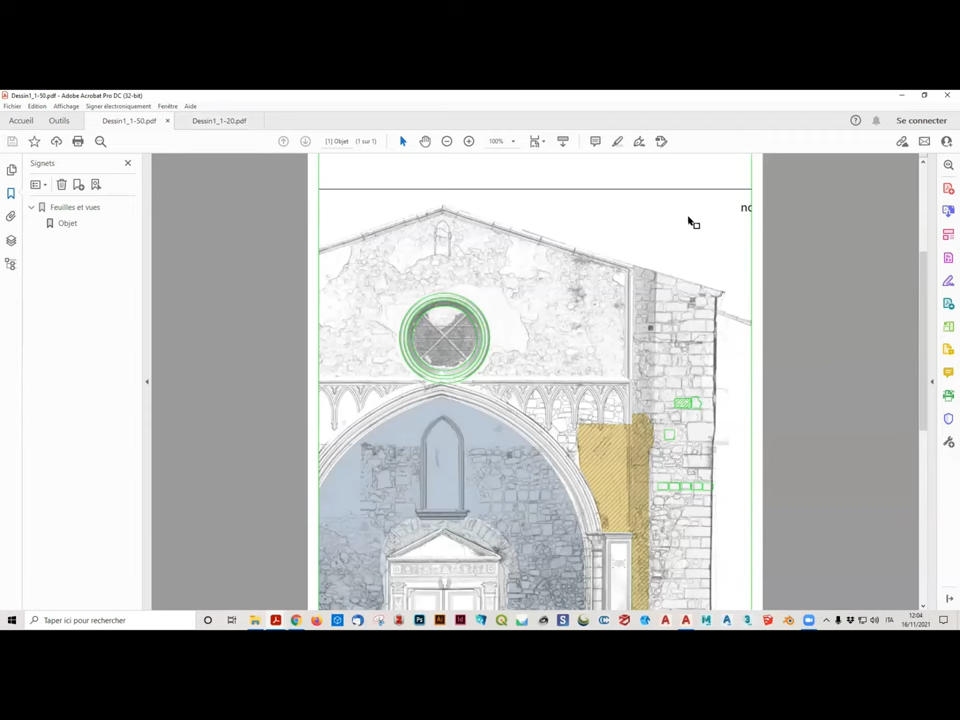 Dessin1_1-50.pdf - Adobe Acrobat Pro DC (32-bit)
Fichier Edition Affichage Signer électroniquement Fenêtre Aide
Accueil Outils Dessin1_1-50.pdf × Dessin1_1-20.pdf Se connecter
[1] Objet (1 sur 1) 100%
Signets
Feuilles et vues
Objet
no
Taper ici pour rechercher
ITA
12:04
16/11/2021